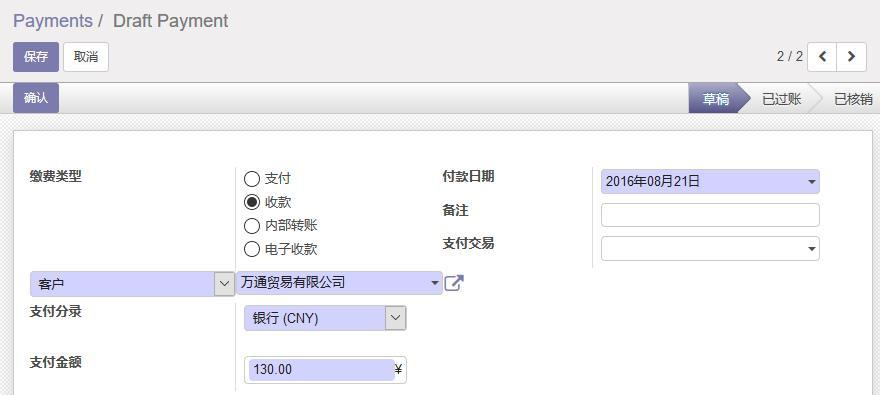 Payments / Draft Payment
保存 取消 2 / 2
确认 草稿 已过账 已核销
缴费类型 支付 付款日期 2016年08月21日
收款 备注
内部转账 支付交易
电子收款
客户 万通贸易有限公司
支付分录 银行 (CNY)
支付金额 130.00 ¥